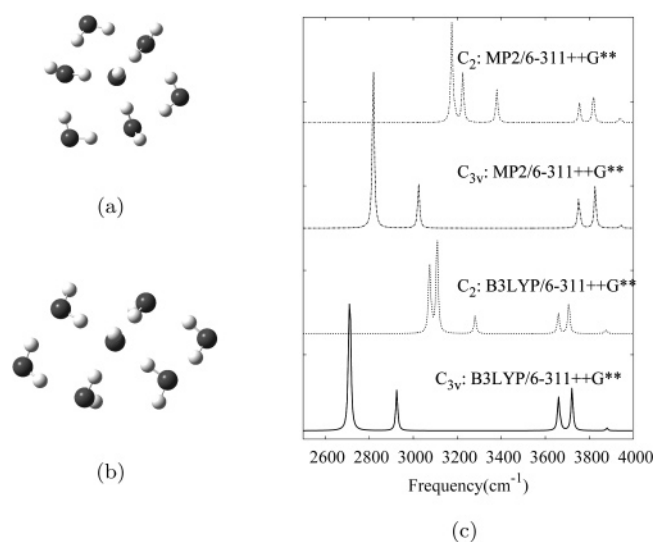 (a)
(b)
C2: MP2/6-311++G**
C3v: MP2/6-311++G**
C2: B3LYP/6-311++G**
C3v: B3LYP/6-311++G**
2600 2800 3000 3200 3400 3600 3800 4000
Frequency(cm-1)
(c)